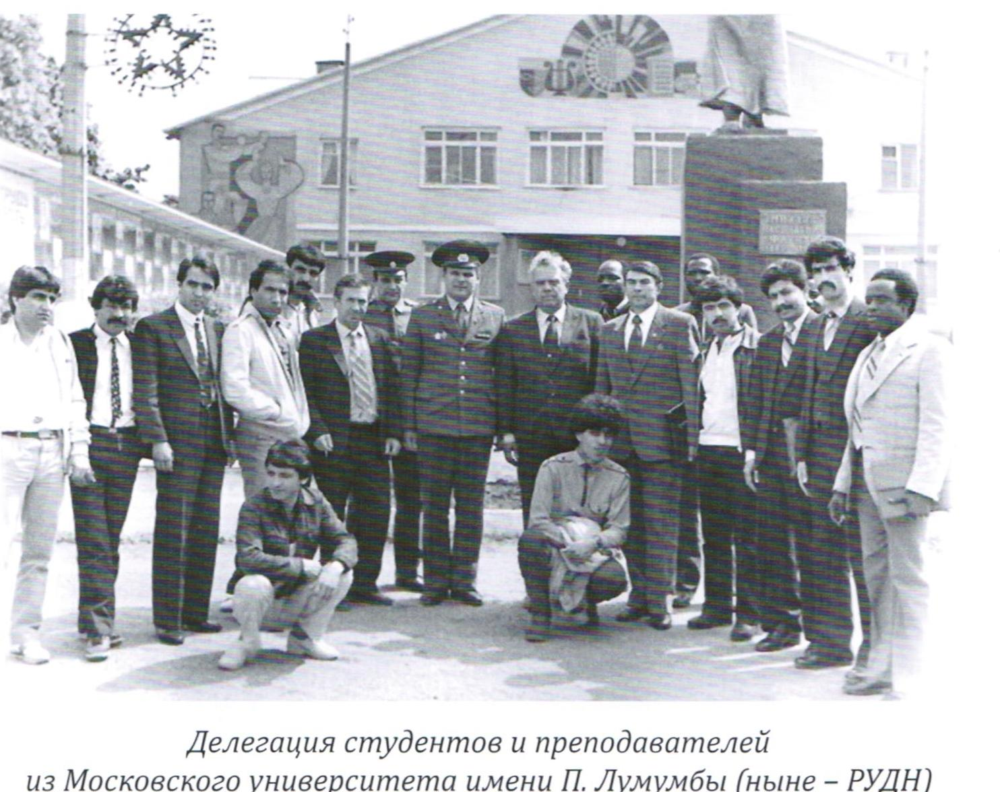 Делегация студентов и преподавателей
из Московского университета имени П. Лумумбы (ныне – РУДН)